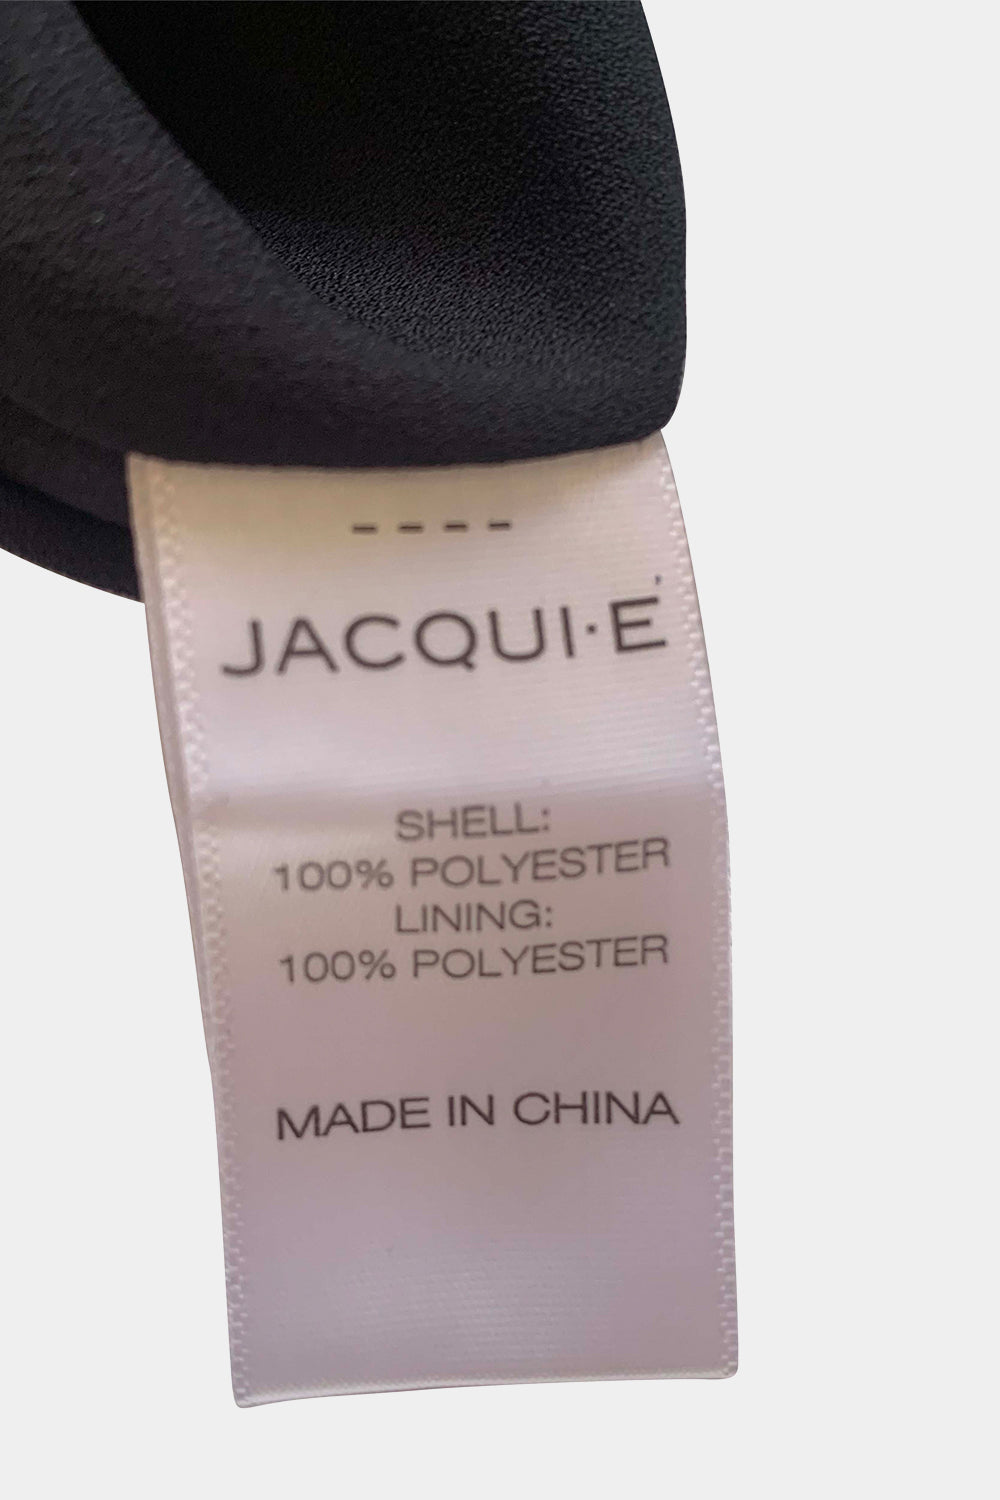 - - - -
JACQUI·E
SHELL:
100% POLYESTER
LINING:
100% POLYESTER
MADE IN CHINA